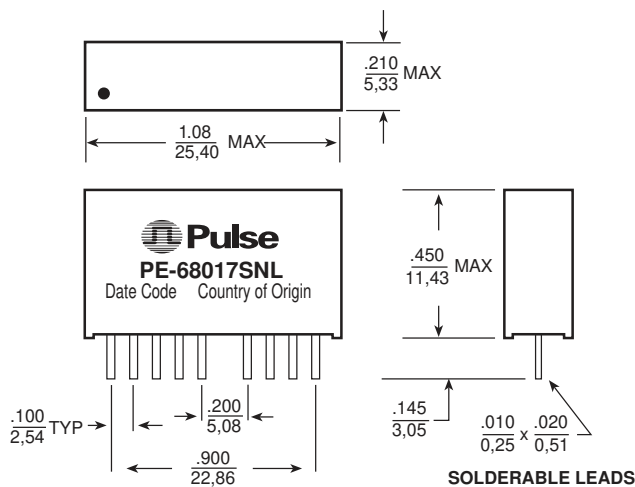 .210
5,33 MAX
1.08
25,40 MAX
Pulse
PE-68017SNL
Date Code Country of Origin
.450
11,43 MAX
.100
2,54 TYP
.200
5,08
.900
22,86
.145
3,05
.010 x .020
0,25 0,51
SOLDERABLE LEADS